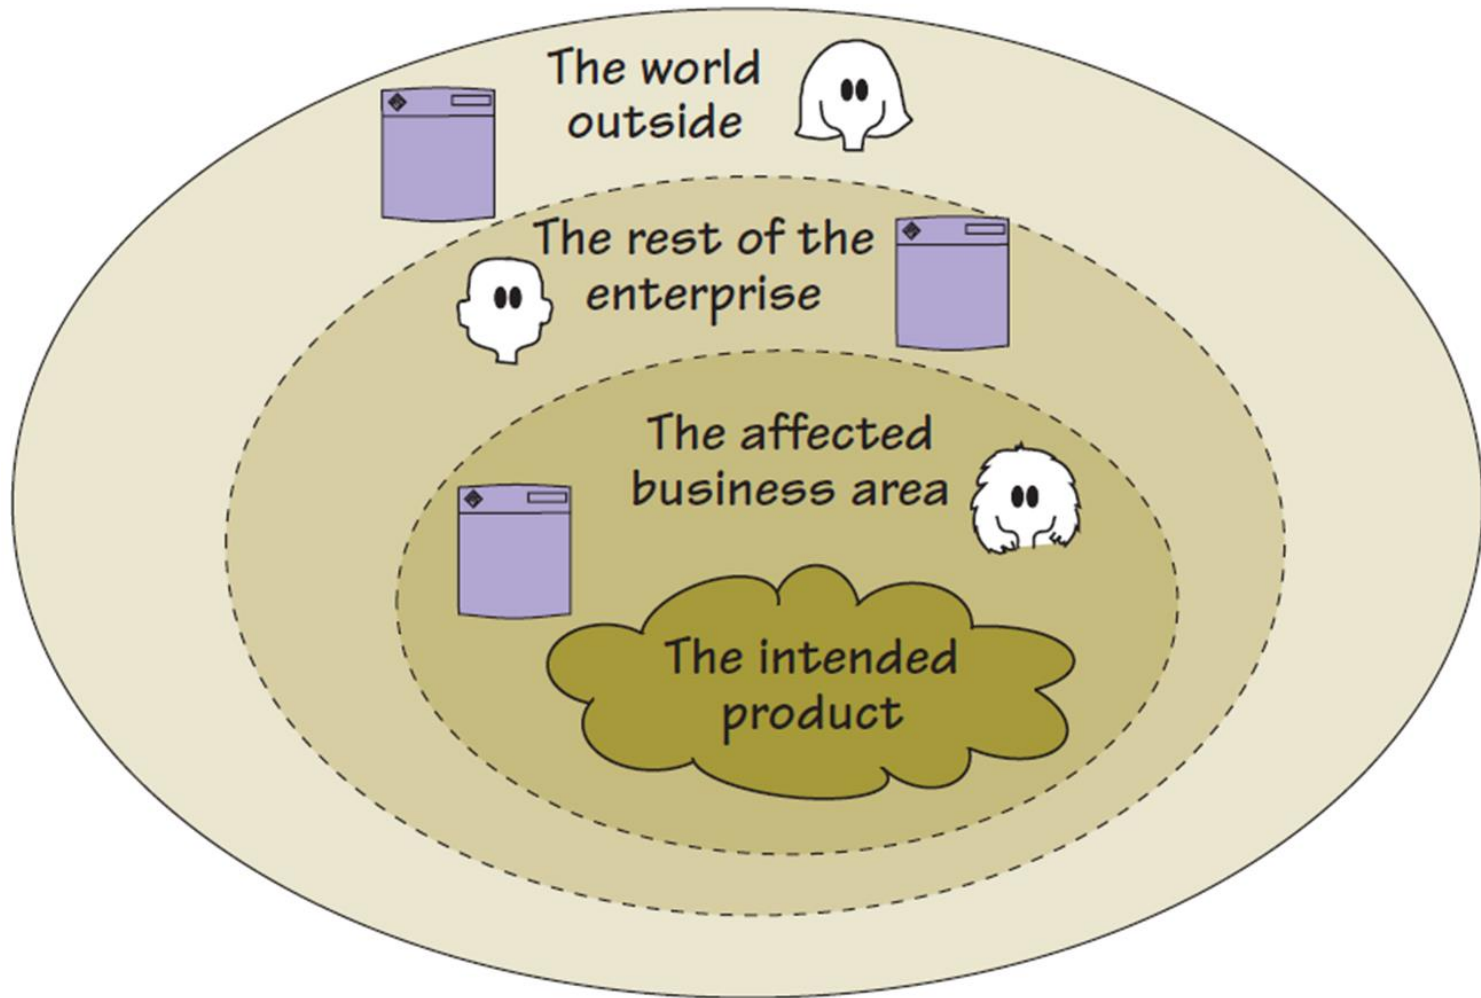 The world
outside
The rest of the
enterprise
The affected
business area
The intended
product